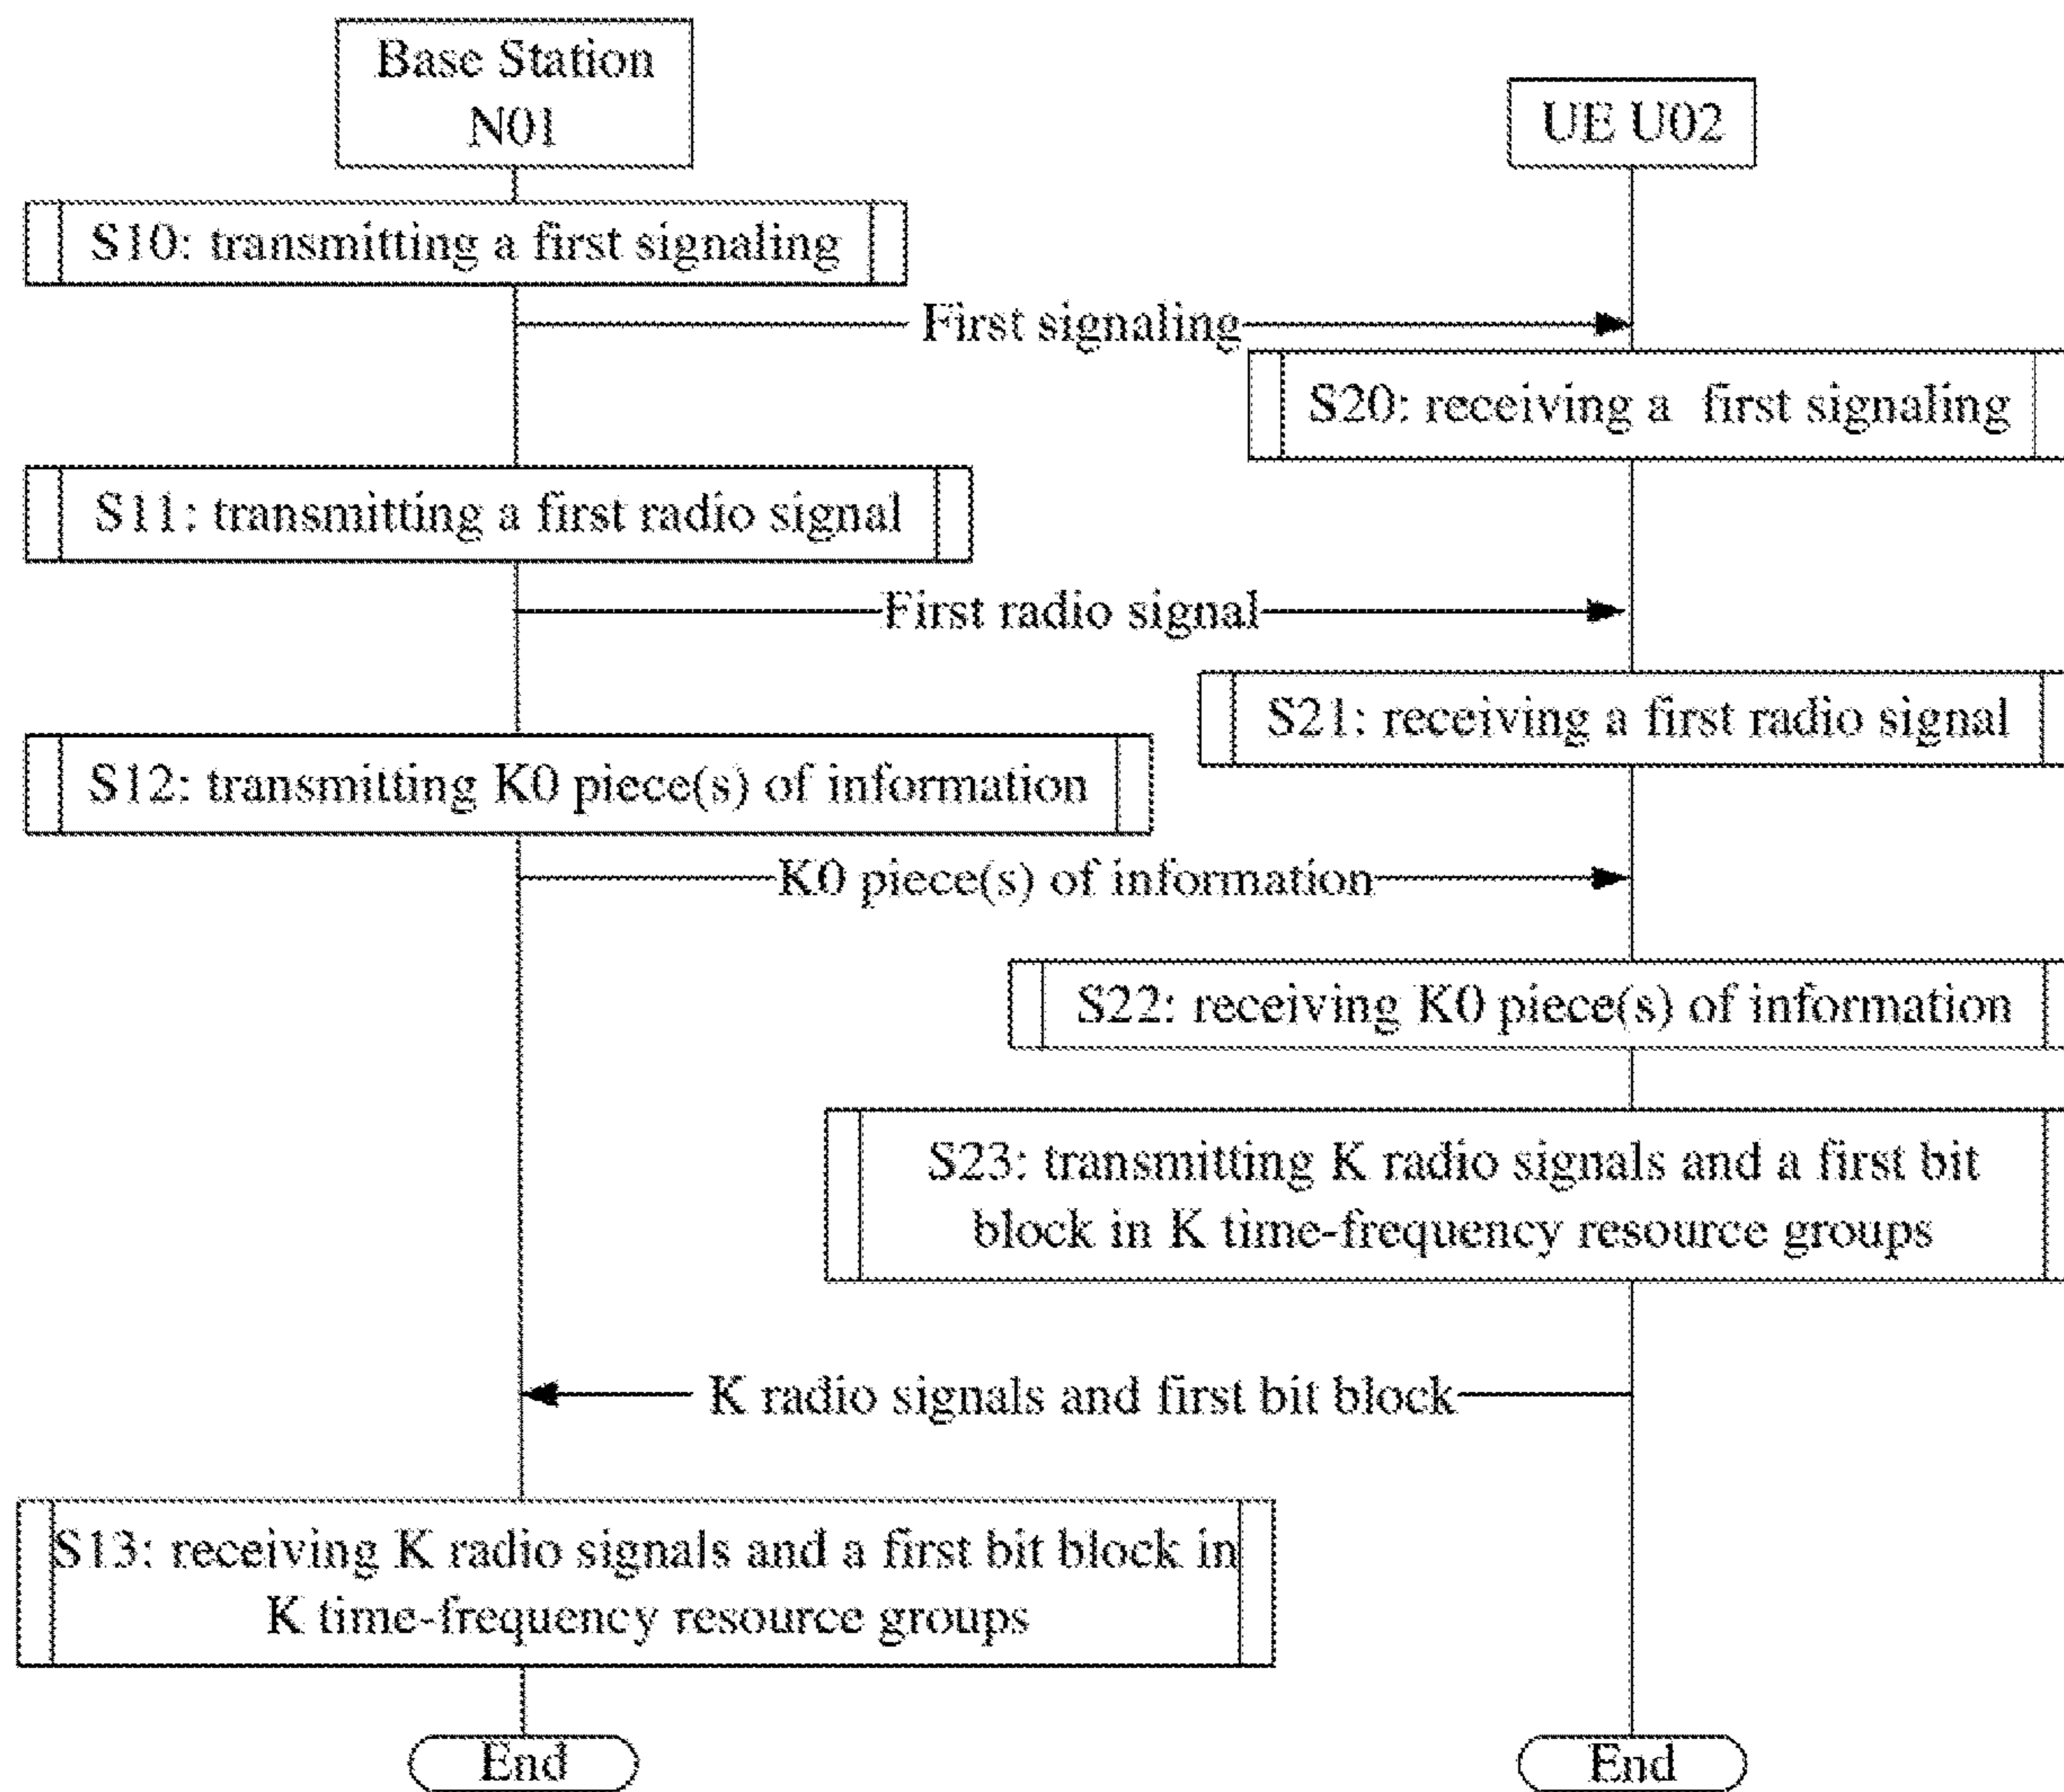 Base Station
N01
UE U02
S10: transmitting a first signaling
First signaling
S20: receiving a first signaling
S11: transmitting a first radio signal
First radio signal
S21: receiving a first radio signal
S12: transmitting K0 piece(s) of information
K0 piece(s) of information
S22: receiving K0 piece(s) of information
S23: transmitting K radio signals and a first bit
block in K time-frequency resource groups
K radio signals and first bit block
S13: receiving K radio signals and a first bit block in
K time-frequency resource groups
End
End